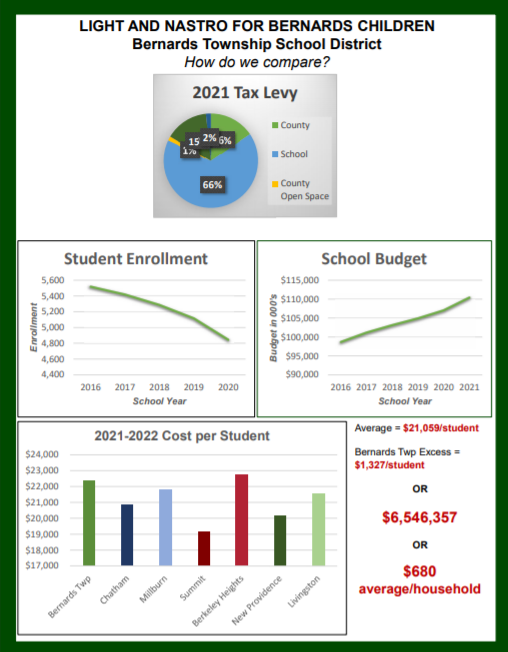 LIGHT AND NASTRO FOR BERNARDS CHILDREN
Bernards Township School District
How do we compare?
2021 Tax Levy
15
2%
6%
1%
66%
County
School
County
Open Space
Student Enrollment
5,600
5,400
5,200
5,000
4,800
4,600
4,400
Enrollment
2016 2017 2018 2019 2020
School Year
School Budget
$115,000
$110,000
$105,000
$100,000
$95,000
$90,000
Budget in 000's
2016 2017 2018 2019 2020 2021
School Year
2021-2022 Cost per Student
$24,000
$23,000
$22,000
$21,000
$20,000
$19,000
$18,000
$17,000
Bernards Twp
Chatham
Millburn
Summit
Berkeley Heights
New Providence
Livingston
Average = $21,059/student
Bernards Twp Excess =
$1,327/student
OR
$6,546,357
OR
$680
average/household